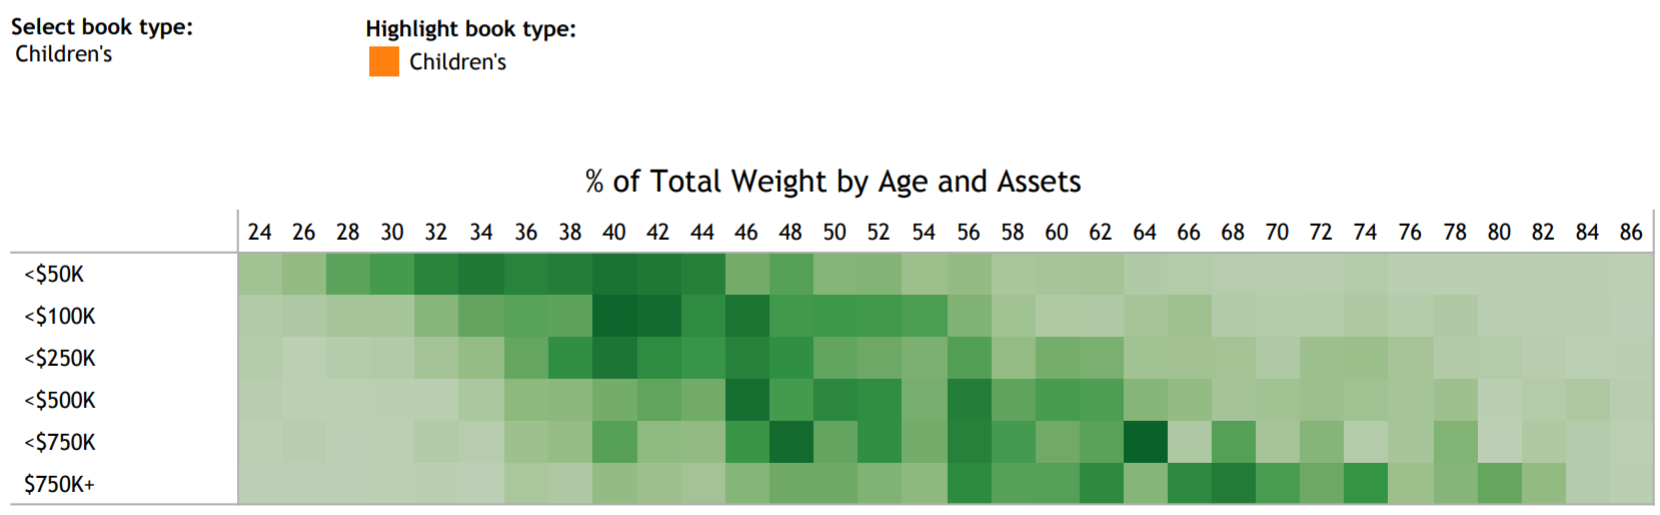 Select book type:
Children's
Highlight book type:
Children's
% of Total Weight by Age and Assets
24 26 28 30 32 34 36 38 40 42 44 46 48 50 52 54 56 58 60 62 64 66 68 70 72 74 76 78 80 82 84 86
<$50K
<$100K
<$250K
<$500K
<$750K
$750K+